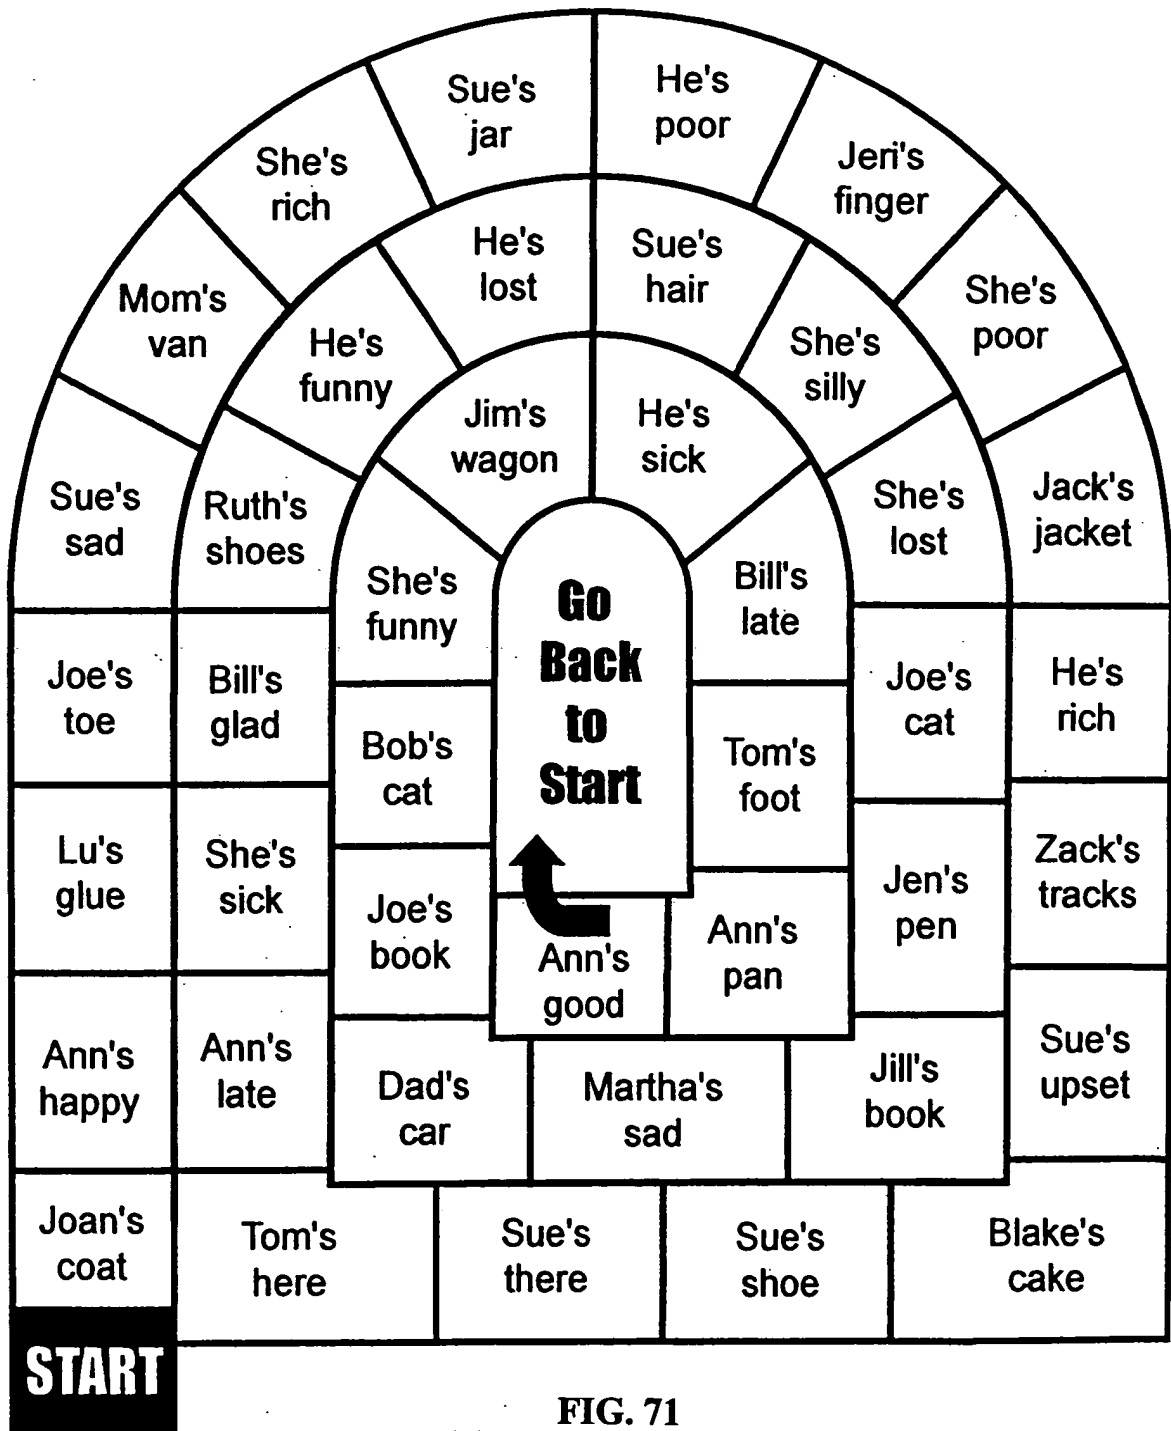 START
Joan's
coat
Ann's
happy
Lu's
glue
Joe's
toe
Sue's
sad
Mom's
van
She's
rich
Sue's
jar
He's
poor
Jeri's
finger
She's
poor
Jack's
jacket
He's
rich
Zack's
tracks
Sue's
upset
Blake's
cake
Sue's
shoe
Sue's
there
Tom's
here
Ann's
late
She's
sick
Bill's
glad
Ruth's
shoes
He's
funny
He's
lost
Sue's
hair
She's
silly
She's
lost
Joe's
cat
Jen's
pen
Jill's
book
Martha's
sad
Dad's
car
Joe's
book
Bob's
cat
She's
funny
Jim's
wagon
He's
sick
Bill's
late
Tom's
foot
Ann's
pan
Ann's
good
Go
Back
to
Start
FIG. 71